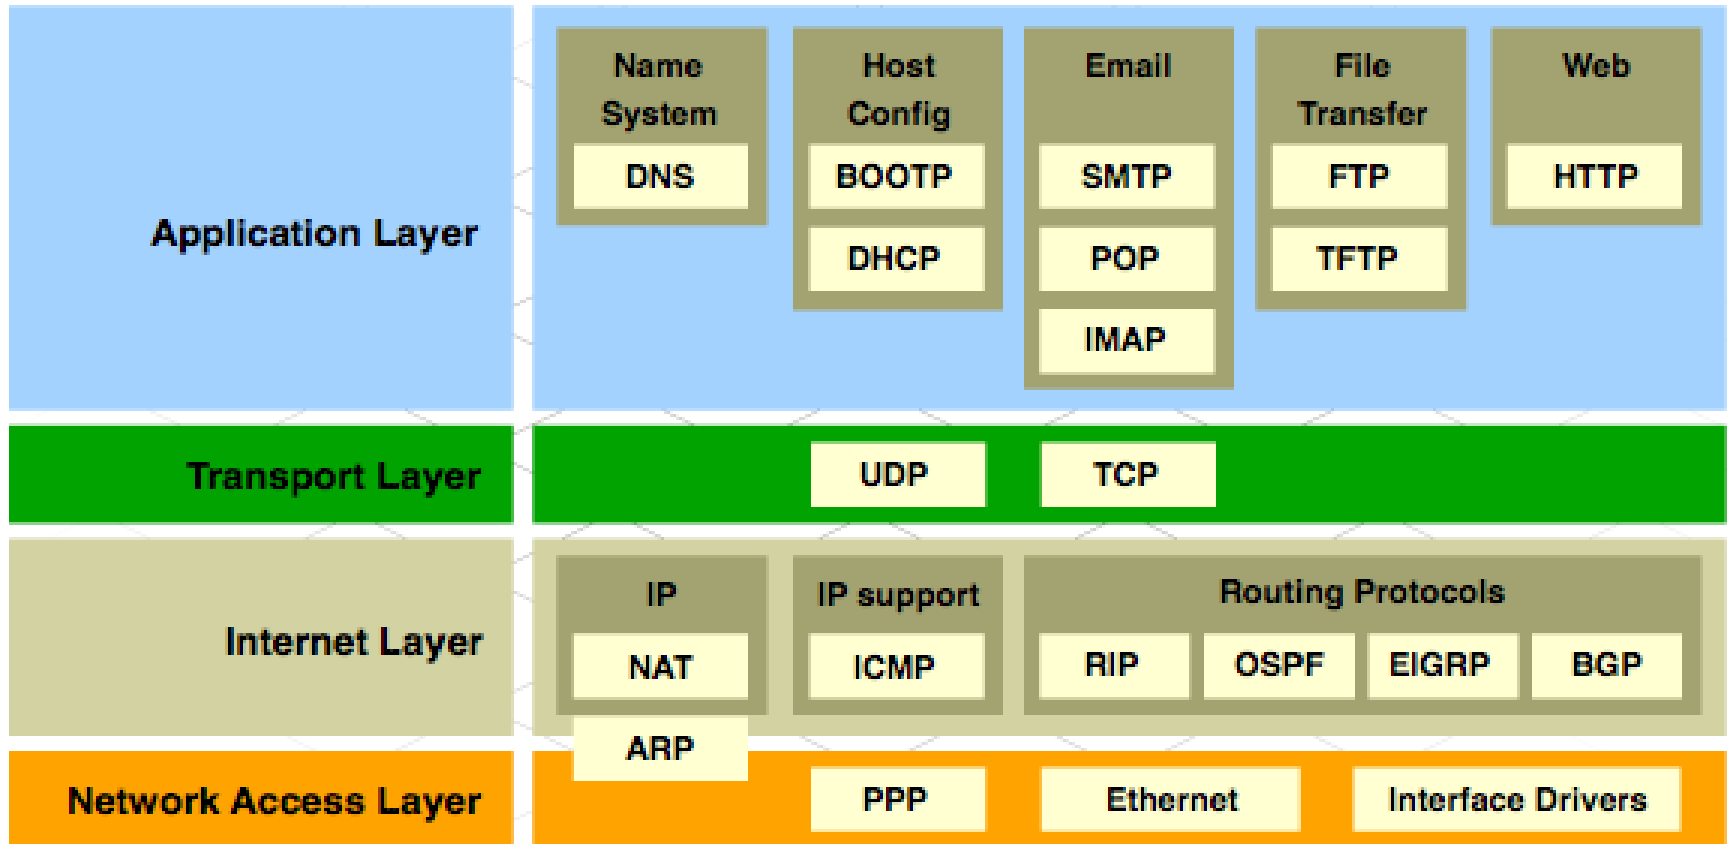 Application Layer
Name
System
DNS
Host
Config
BOOTP
DHCP
Email
SMTP
POP
IMAP
File
Transfer
FTP
TFTP
Web
HTTP
Transport Layer
UDP
TCP
Internet Layer
IP
NAT
ARP
IP support
ICMP
Routing Protocols
RIP
OSPF
EIGRP
BGP
Network Access Layer
PPP
Ethernet
Interface Drivers